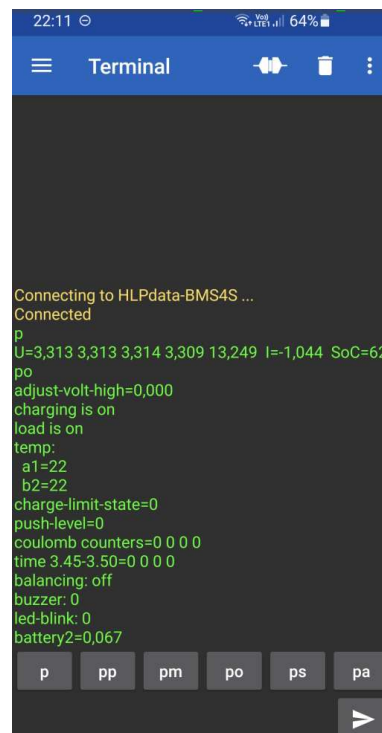 22:11 64%
Terminal
Connecting to HLPdata-BMS4S ...
Connected
p
U=3,313 3,313 3,314 3,309 13,249 I=-1,044 SoC=62
po
adjust-volt-high=0,000
charging is on
load is on
temp:
a1=22
b2=22
charge-limit-state=0
push-level=0
coulomb counters=0 0 0 0
time 3.45-3.50=0 0 0 0
balancing: off
buzzer: 0
led-blink: 0
battery2=0,067
p pp pm po ps pa